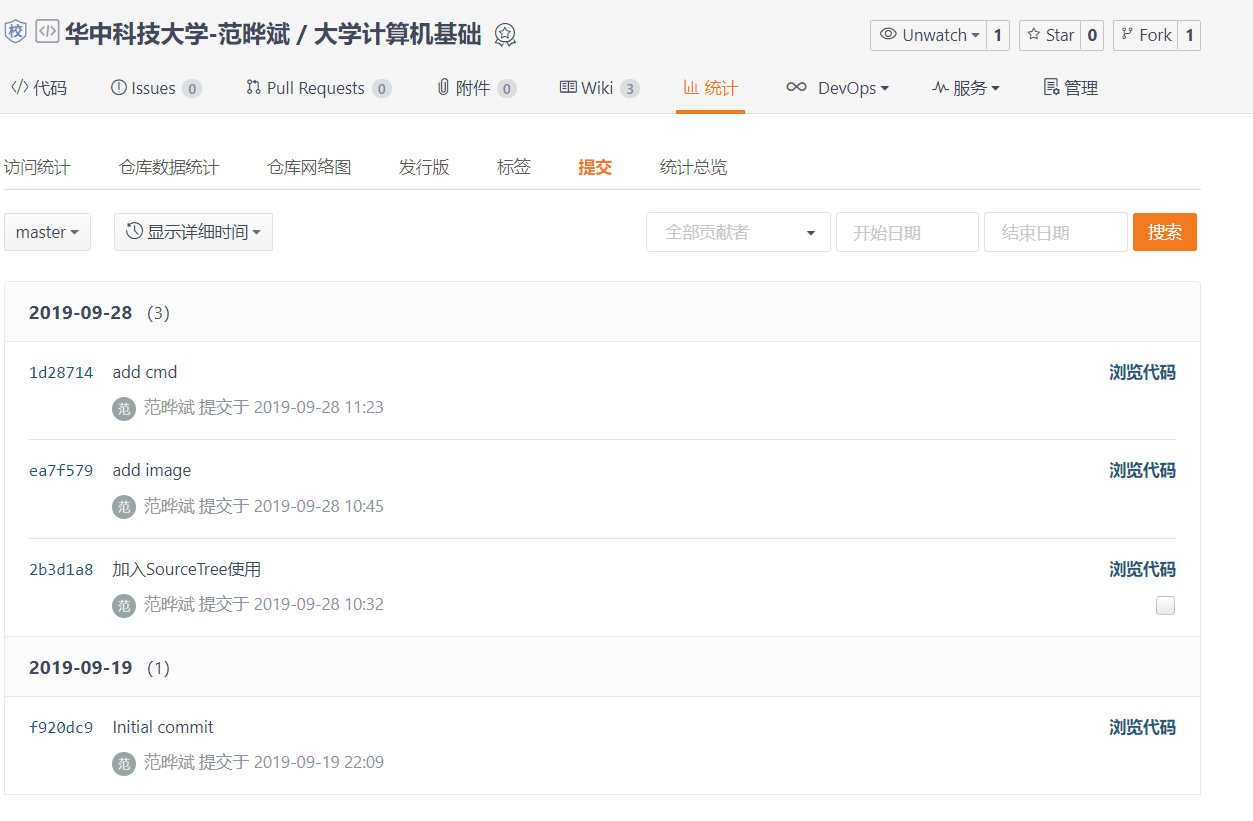 校 </> 华中科技大学-范晔斌 / 大学计算机基础 Unwatch 1 Star 0 Fork 1
</> 代码 Issues 0 Pull Requests 0 附件 0 Wiki 3 统计 DevOps 服务 管理
访问统计 仓库数据统计 仓库网络图 发行版 标签 提交 统计总览
master 显示详细时间 全部贡献者 开始日期 结束日期 搜索
2019-09-28 (3)
1d28714 add cmd 浏览代码
范 范晔斌 提交于 2019-09-28 11:23
ea7f579 add image 浏览代码
范 范晔斌 提交于 2019-09-28 10:45
2b3d1a8 加入SourceTree使用 浏览代码
范 范晔斌 提交于 2019-09-28 10:32
2019-09-19 (1)
f920dc9 Initial commit 浏览代码
范 范晔斌 提交于 2019-09-19 22:09